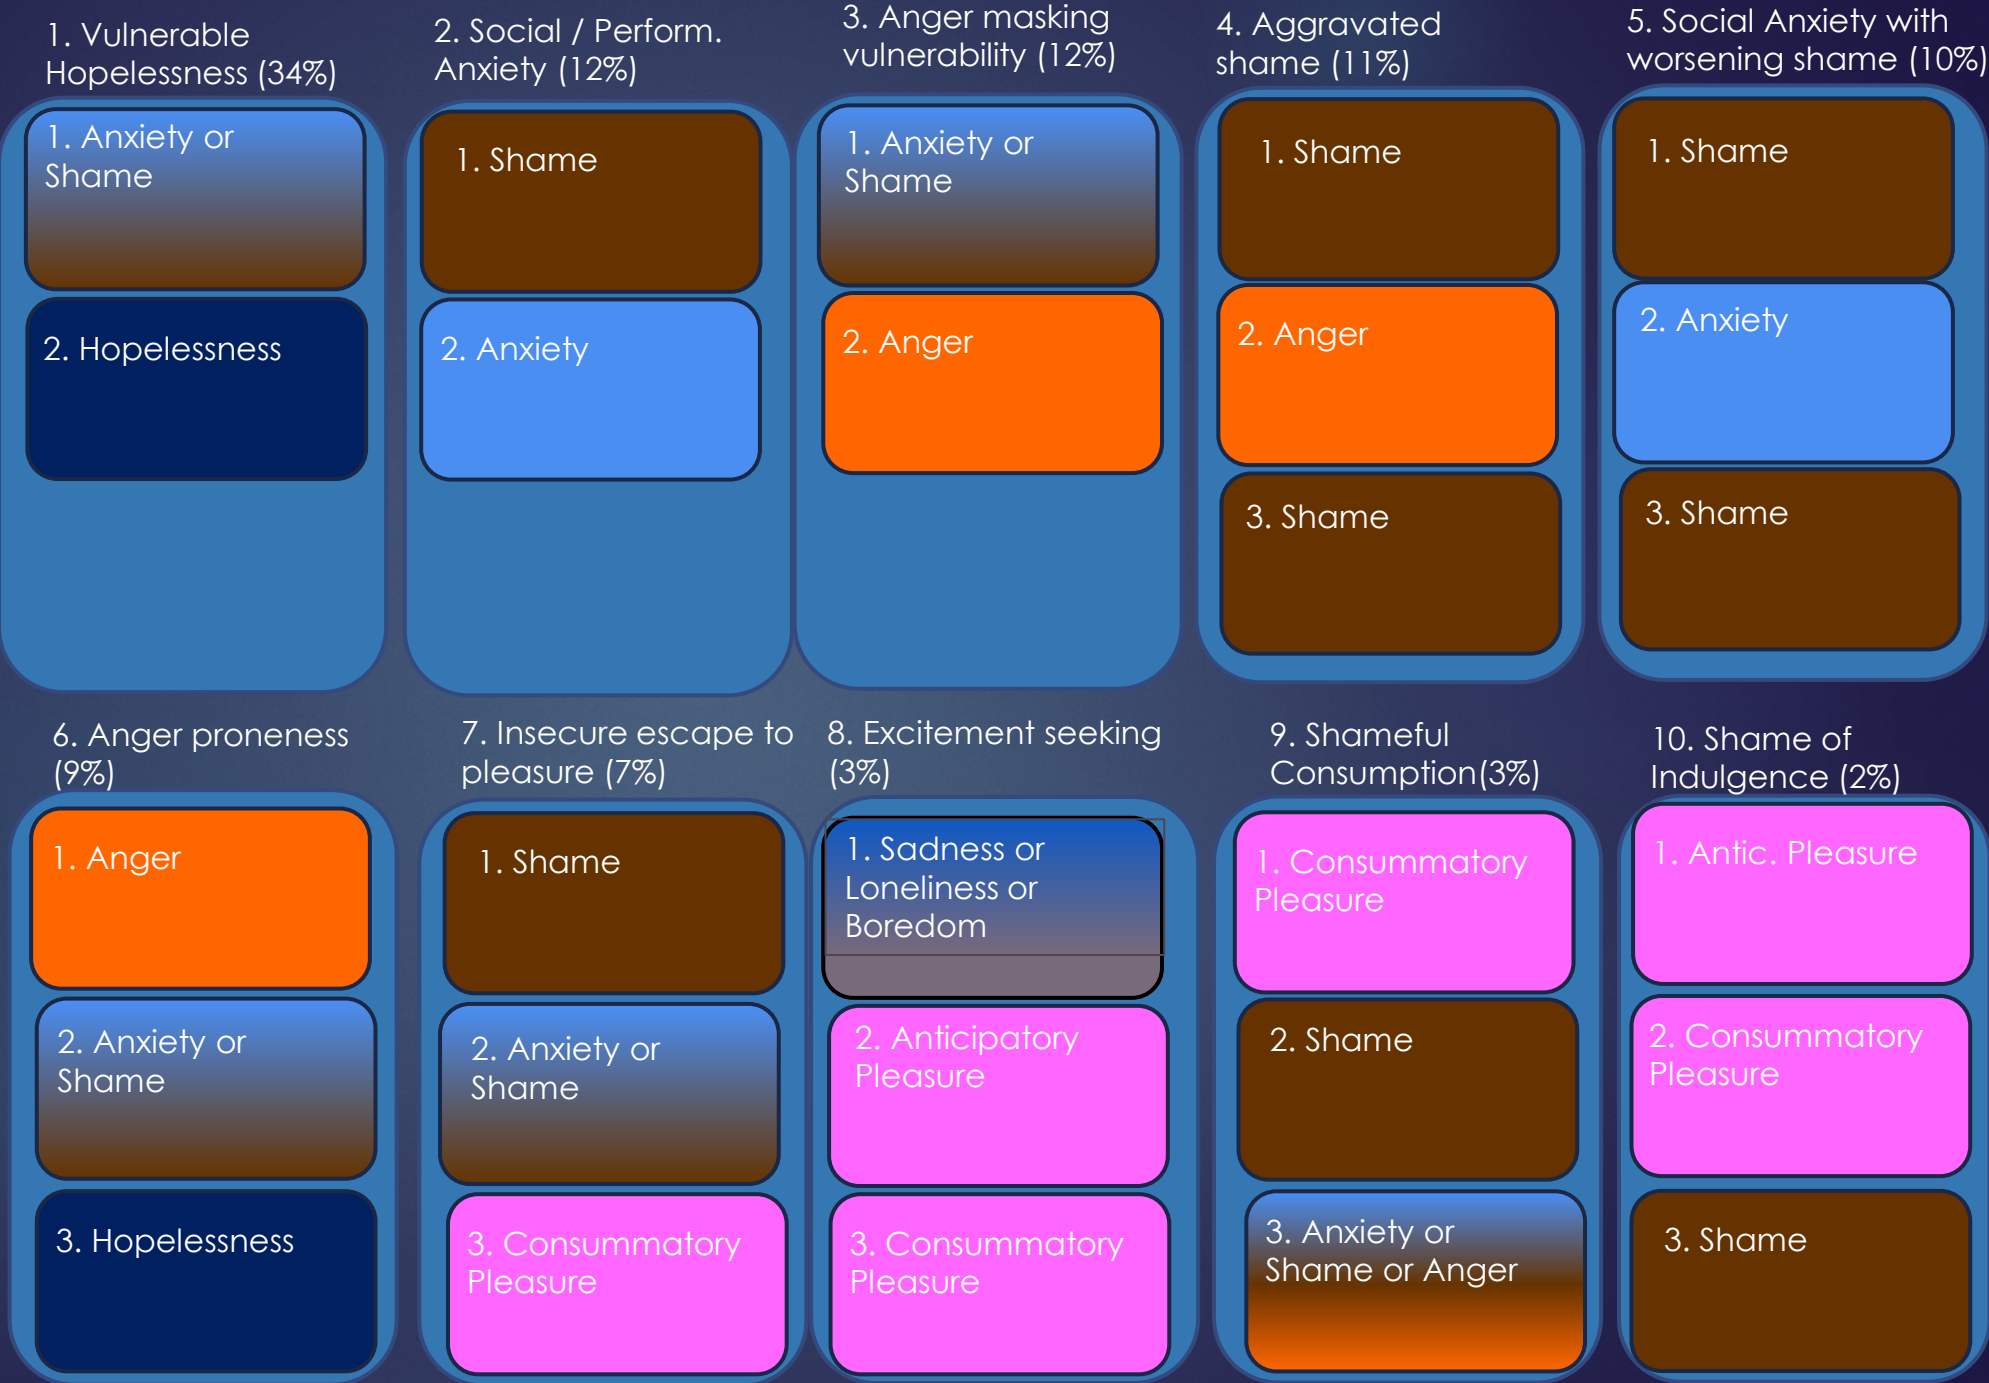 1. Vulnerable
Hopelessness (34%)
1. Anxiety or
Shame
2. Hopelessness
2. Social / Perform.
Anxiety (12%)
1. Shame
2. Anxiety
3. Anger masking
vulnerability (12%)
1. Anxiety or
Shame
2. Anger
4. Aggravated
shame (11%)
1. Shame
2. Anger
3. Shame
5. Social Anxiety with
worsening shame (10%)
1. Shame
2. Anxiety
3. Shame
6. Anger proneness
(9%)
1. Anger
2. Anxiety or
Shame
3. Hopelessness
7. Insecure escape to
pleasure (7%)
1. Shame
2. Anxiety or
Shame
3. Consummatory
Pleasure
8. Excitement seeking
(3%)
1. Sadness or
Loneliness or
Boredom
2. Anticipatory
Pleasure
3. Consummatory
Pleasure
9. Shameful
Consumption(3%)
1. Consummatory
Pleasure
2. Shame
3. Anxiety or
Shame or Anger
10. Shame of
Indulgence (2%)
1. Antic. Pleasure
2. Consummatory
Pleasure
3. Shame